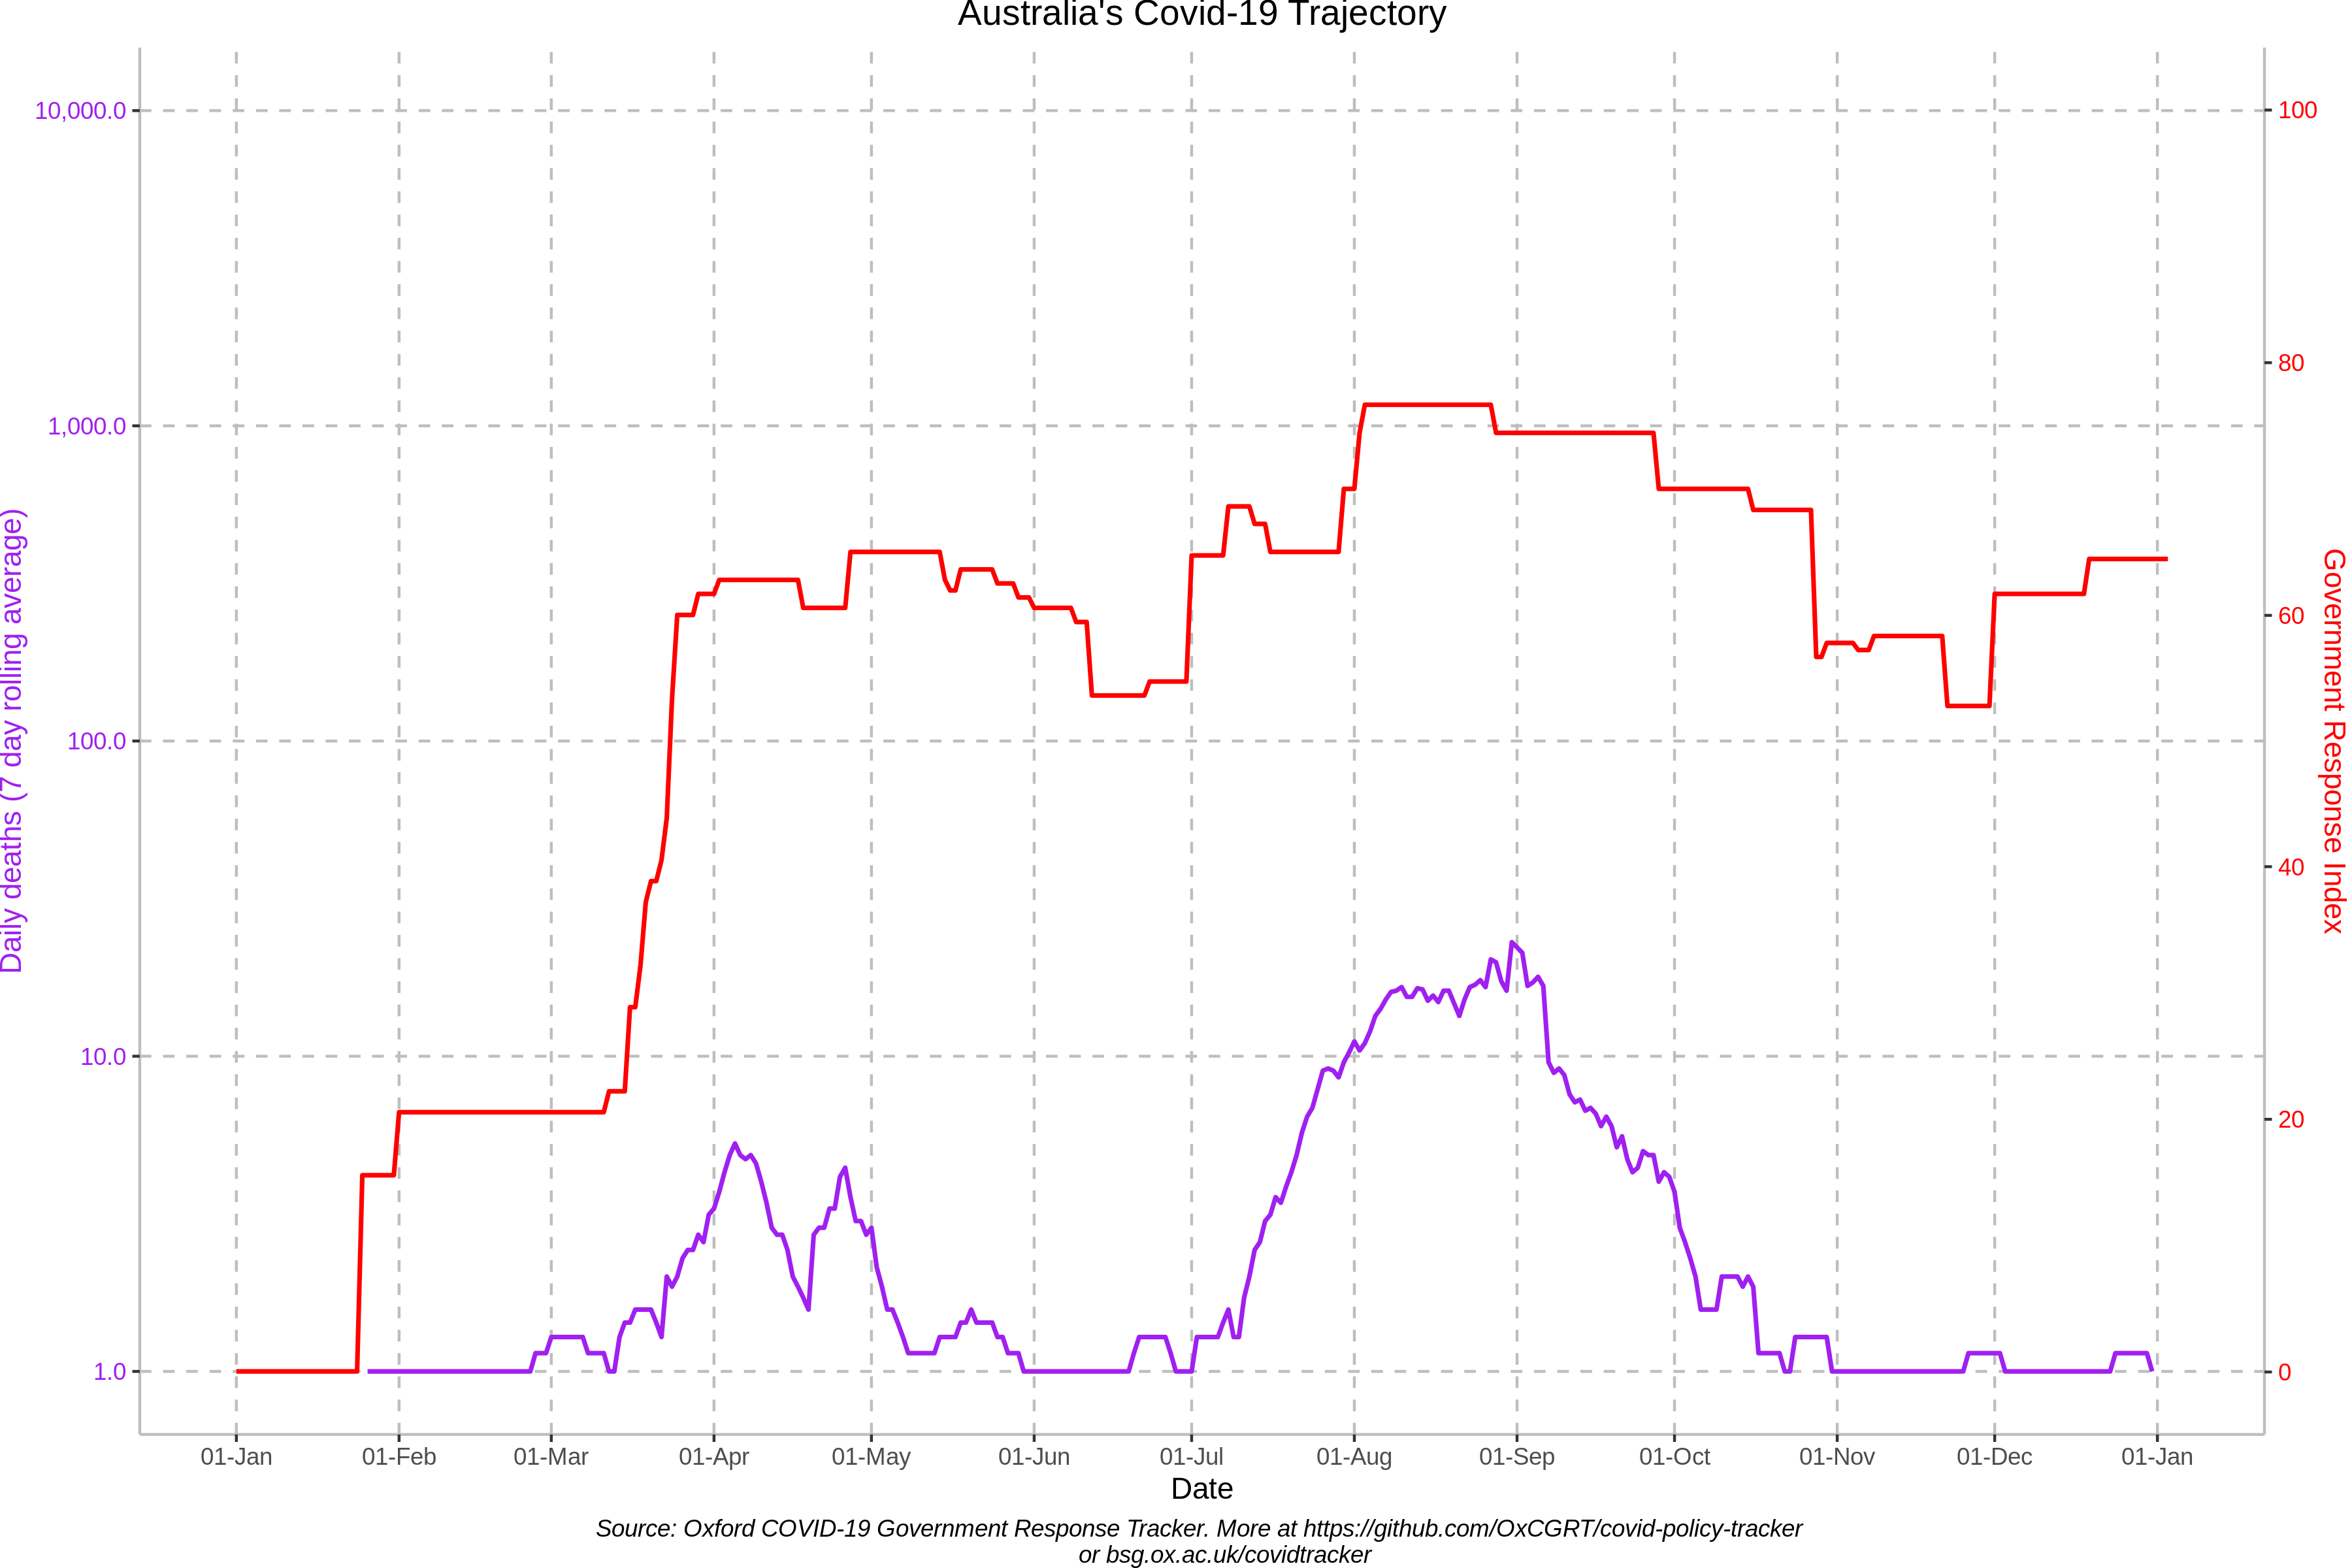 Australia's Covid-19 Trajectory
10,000.0
1,000.0
100.0
10.0
1.0
Daily deaths (7 day rolling average)
100
80
60
40
20
0
Government Response Index
01-Jan 01-Feb 01-Mar 01-Apr 01-May 01-Jun 01-Jul 01-Aug 01-Sep 01-Oct 01-Nov 01-Dec 01-Jan
Date
Source: Oxford COVID-19 Government Response Tracker. More at https://github.com/OxCGRT/covid-policy-tracker
or bsg.ox.ac.uk/covidtracker